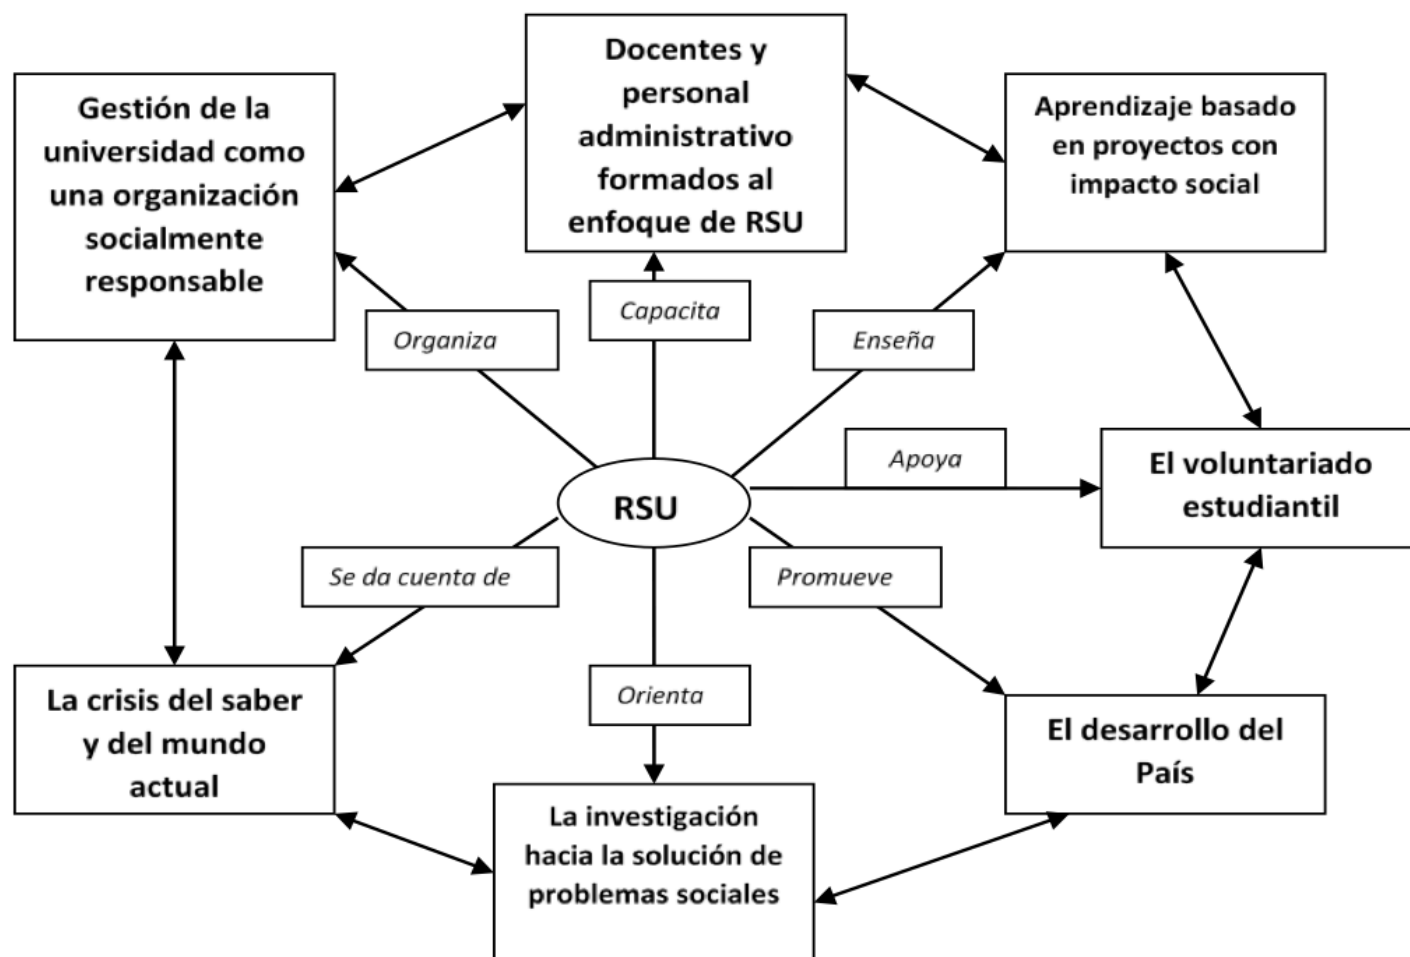 Docentes y
personal
administrativo
formados al
enfoque de RSU
Gestión de la
universidad como
una organización
socialmente
responsable
Aprendizaje basado
en proyectos con
impacto social
Organiza
Capacita
Enseña
Apoya
El voluntariado
estudiantil
RSU
Se da cuenta de
Promueve
Orienta
La crisis del saber
y del mundo
actual
El desarrollo del
País
La investigación
hacia la solución de
problemas sociales